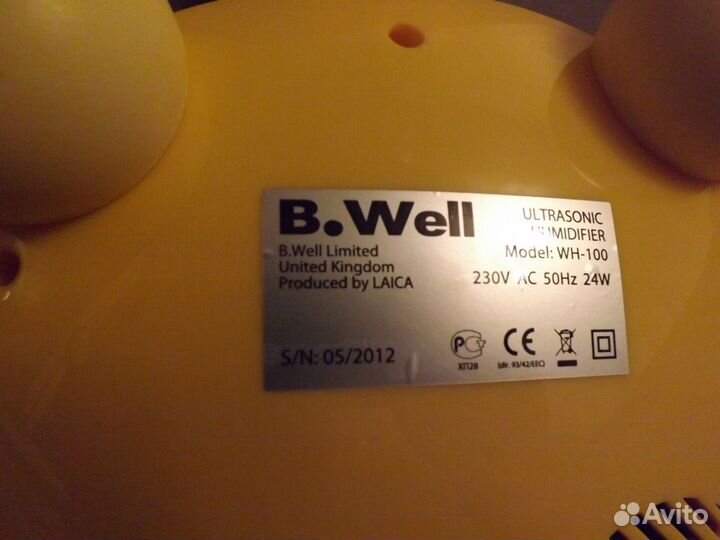 B.Well
B.Well Limited
United Kingdom
Produced by LAICA
S/N: 05/2012
ULTRASONIC
HUMIDIFIER
Model: WH-100
230V AC 50Hz 24W
ХП28
CE
(dir. 93/42/EEC)
Avito